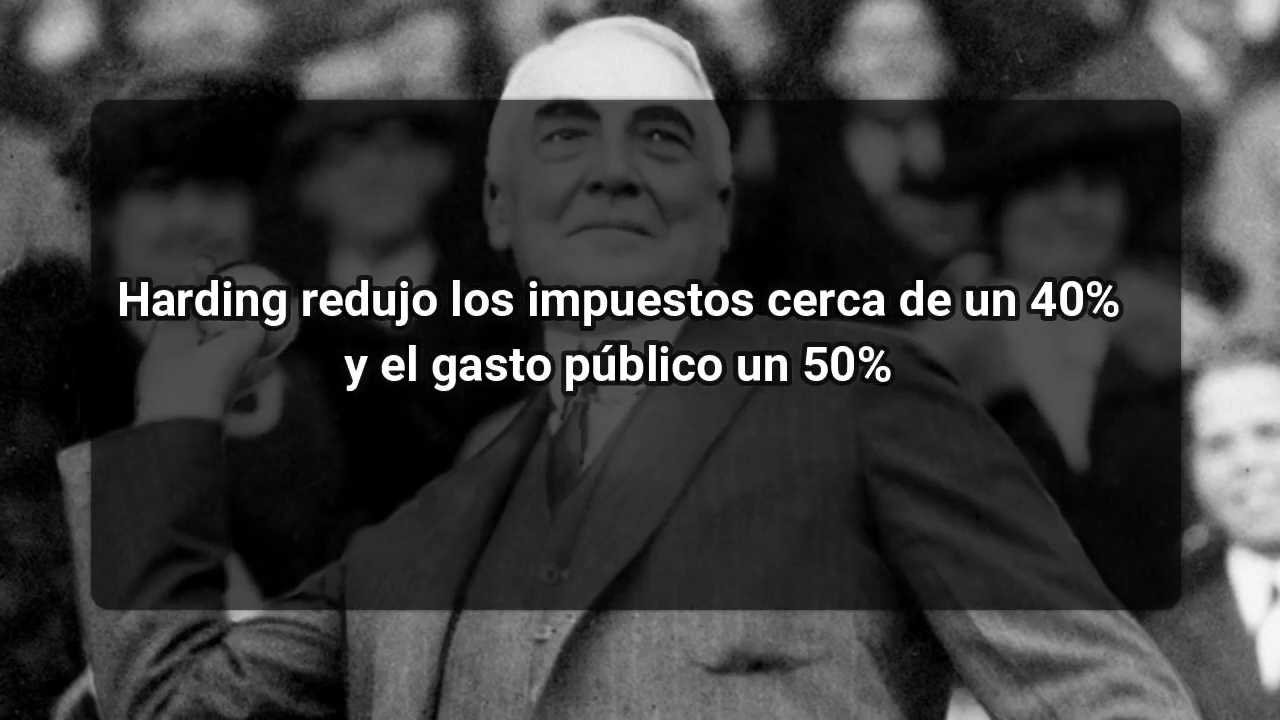 Harding redujo los impuestos cerca de un 40%
y el gasto público un 50%